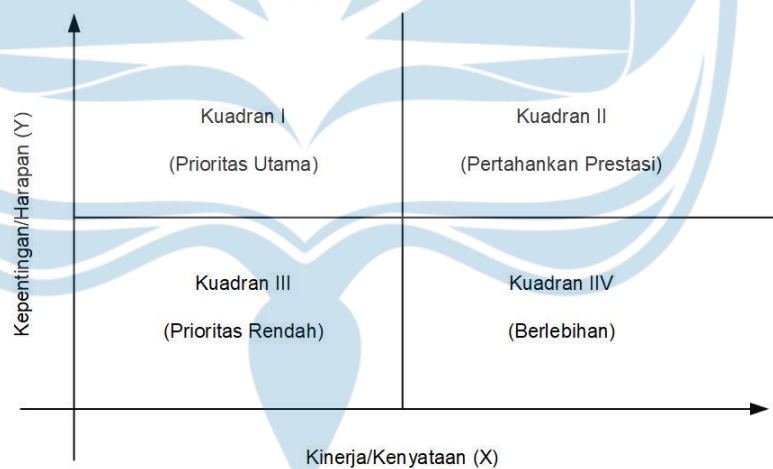 Kepentingan/Harapan (Y)
Kuadran I
(Prioritas Utama)
Kuadran II
(Pertahankan Prestasi)
Kuadran III
(Prioritas Rendah)
Kuadran IIV
(Berlebihan)
Kinerja/Kenyataan (X)